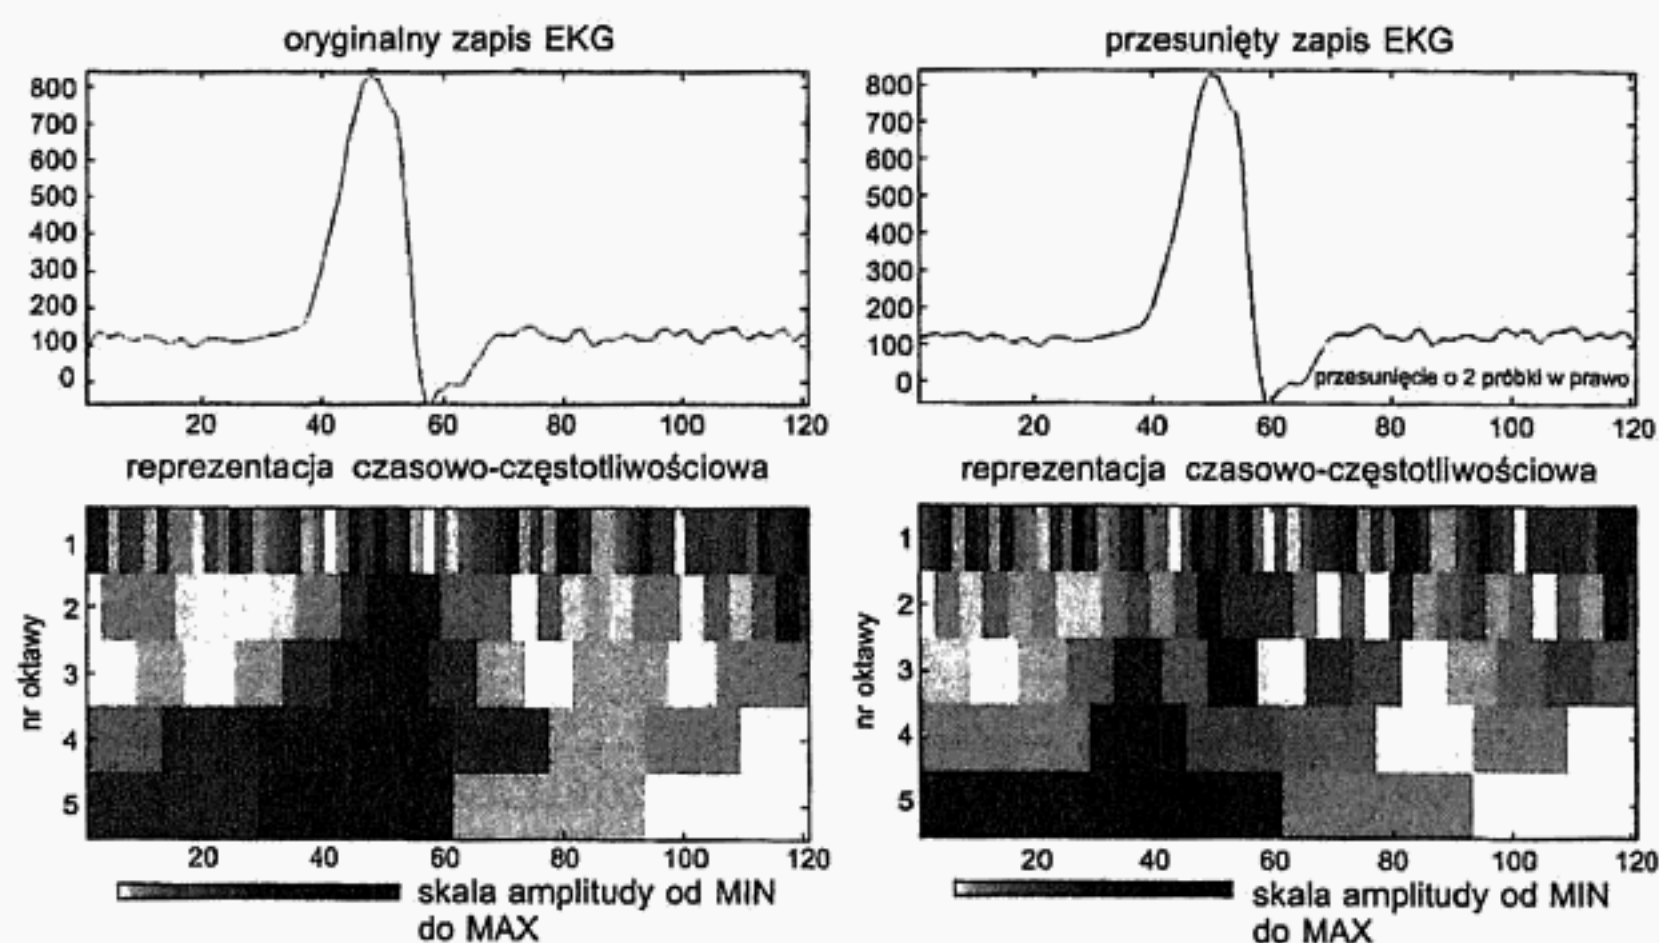 oryginalny zapis EKG
800
700
600
500
400
300
200
100
0
20 40 60 80 100 120
przesunięty zapis EKG
800
700
600
500
400
300
200
100
0
przesunięcie o 2 próbki w prawo
20 40 60 80 100 120
reprezentacja czasowo-częstotliwościowa
nr oktawy
1
2
3
4
5
20 40 60 80 100 120
skala amplitudy od MIN
do MAX
reprezentacja czasowo-częstotliwościowa
nr oktawy
1
2
3
4
5
20 40 60 80 100 120
skala amplitudy od MIN
do MAX